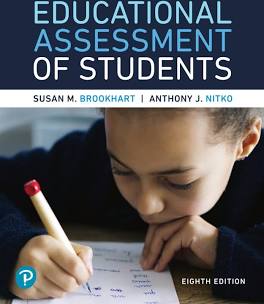 EDUCATIONAL
ASSESSMENT
OF STUDENTS
SUSAN M. BROOKHART | ANTHONY J. NITKO
P
EIGHTH EDITION